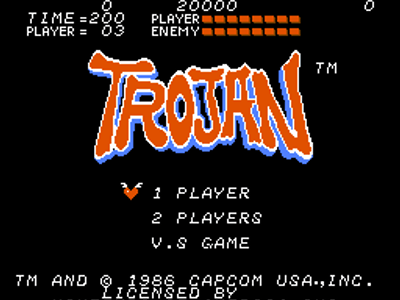 0 20000 0
TIME=200 PLAYER
PLAYER= 03 ENEMY
TROJAN TM
1 PLAYER
2 PLAYERS
V.S GAME
TM AND © 1986 CAPCOM USA.,INC.
LICENSED BY